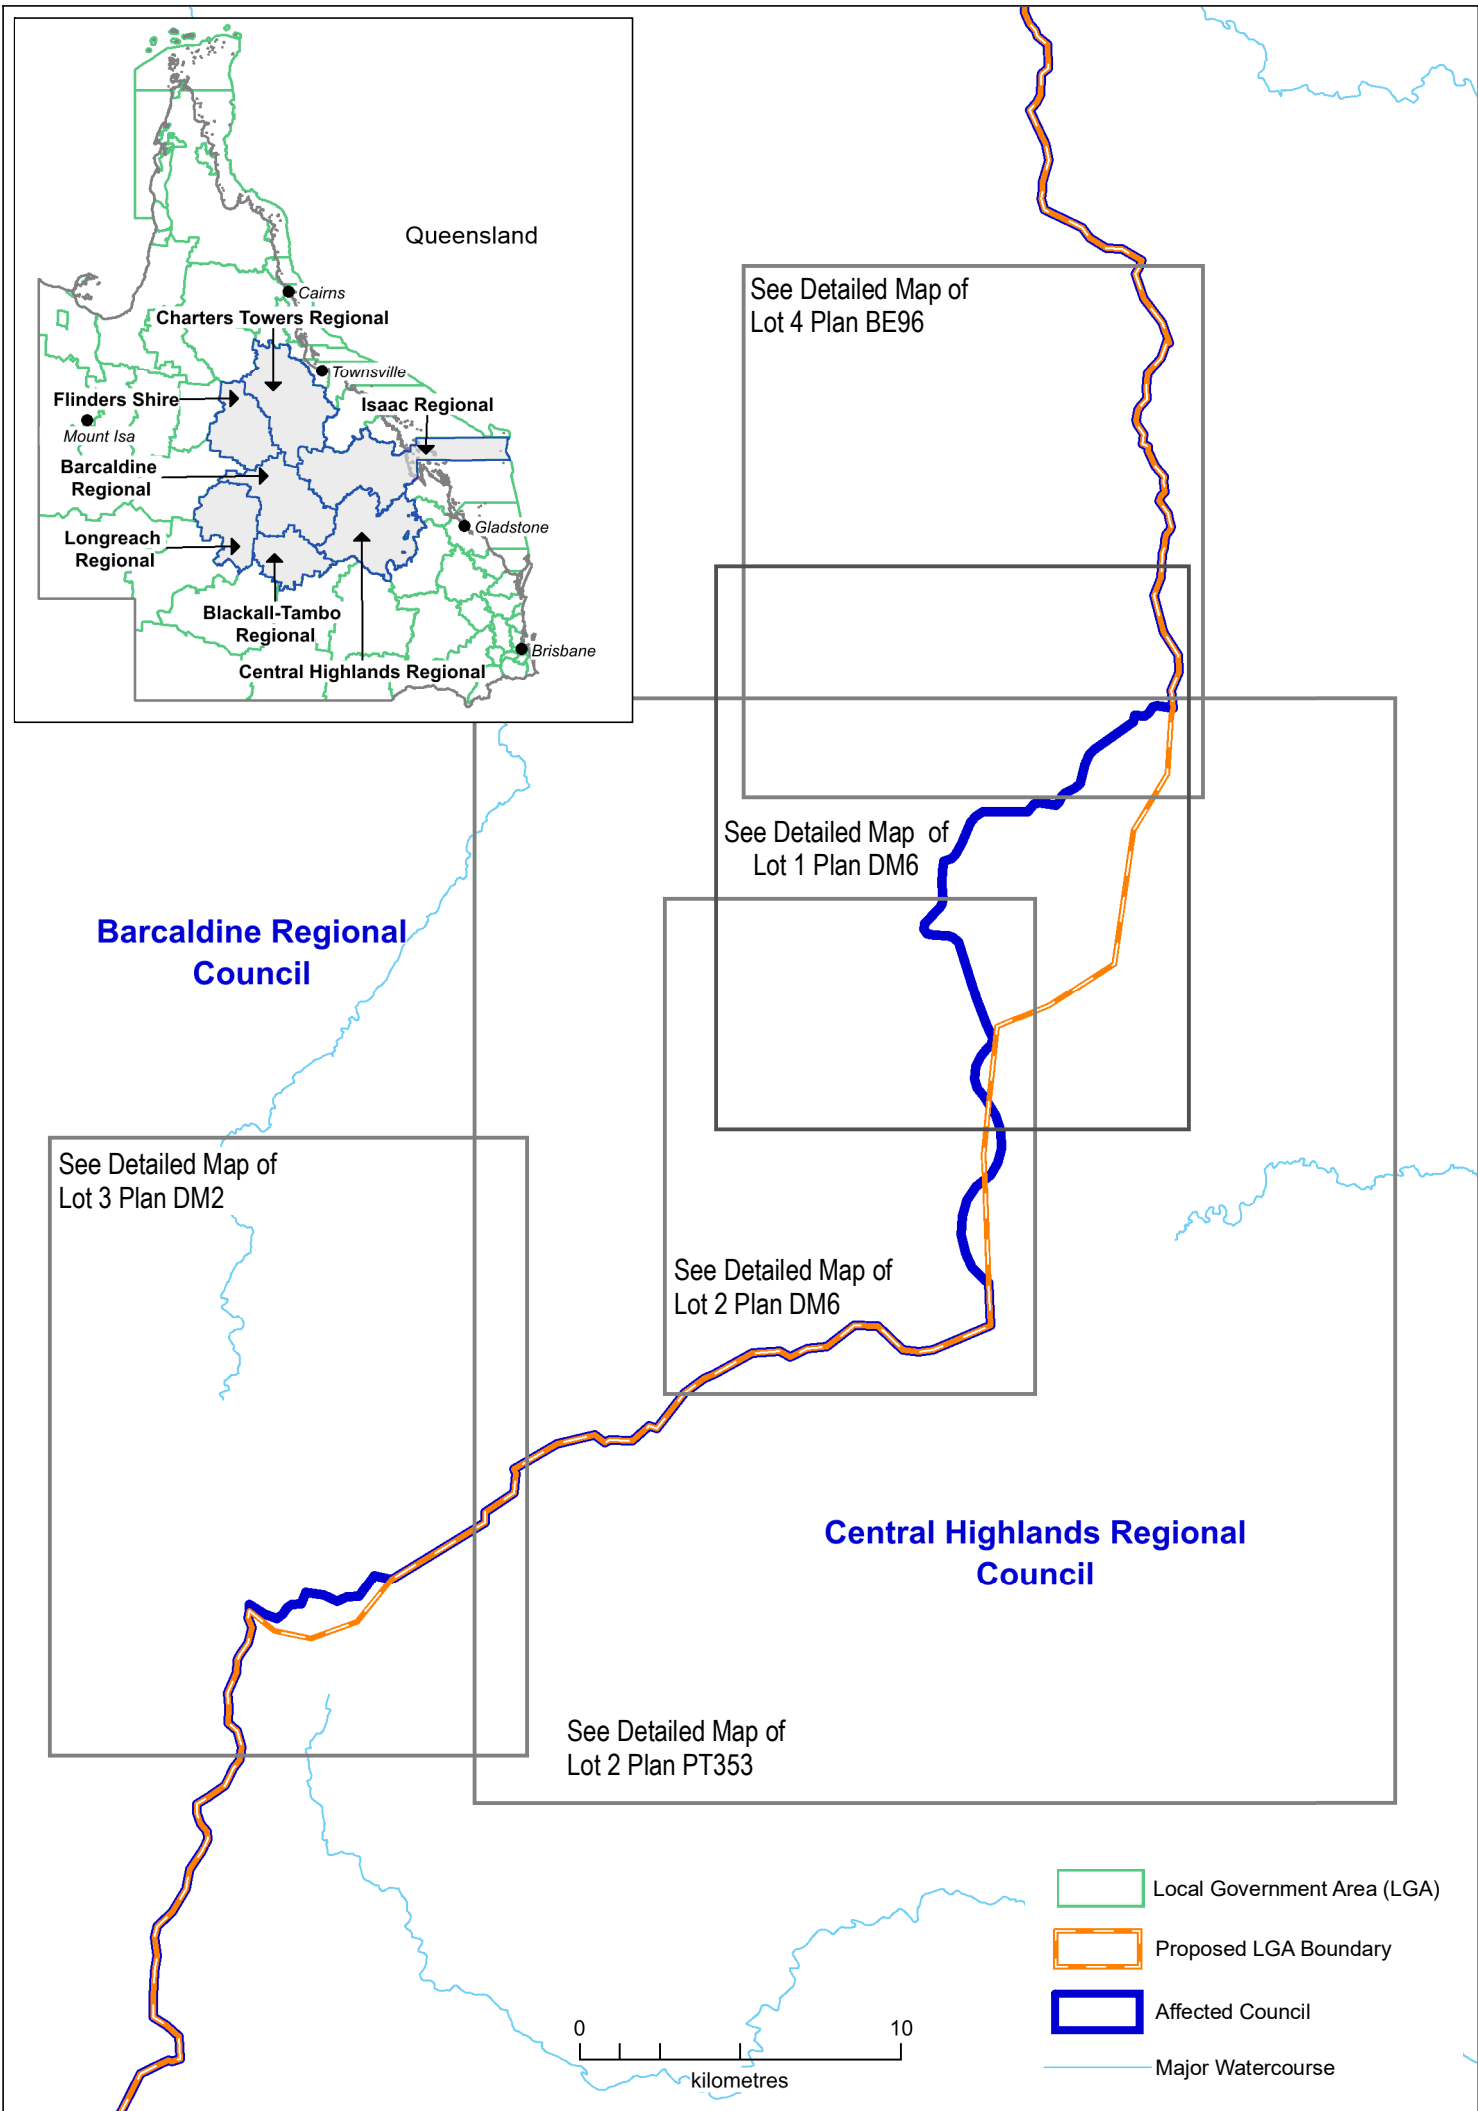 Queensland
Cairns
Charters Towers Regional
Townsville
Flinders Shire
Isaac Regional
Mount Isa
Barcaldine
Regional
Gladstone
Longreach
Regional
Blackall-Tambo
Regional
Brisbane
Central Highlands Regional
See Detailed Map of
Lot 4 Plan BE96
See Detailed Map of
Lot 1 Plan DM6
Barcaldine Regional
Council
See Detailed Map of
Lot 3 Plan DM2
See Detailed Map of
Lot 2 Plan DM6
Central Highlands Regional
Council
See Detailed Map of
Lot 2 Plan PT353
Local Government Area (LGA)
Proposed LGA Boundary
Affected Council
Major Watercourse
0 10
kilometres